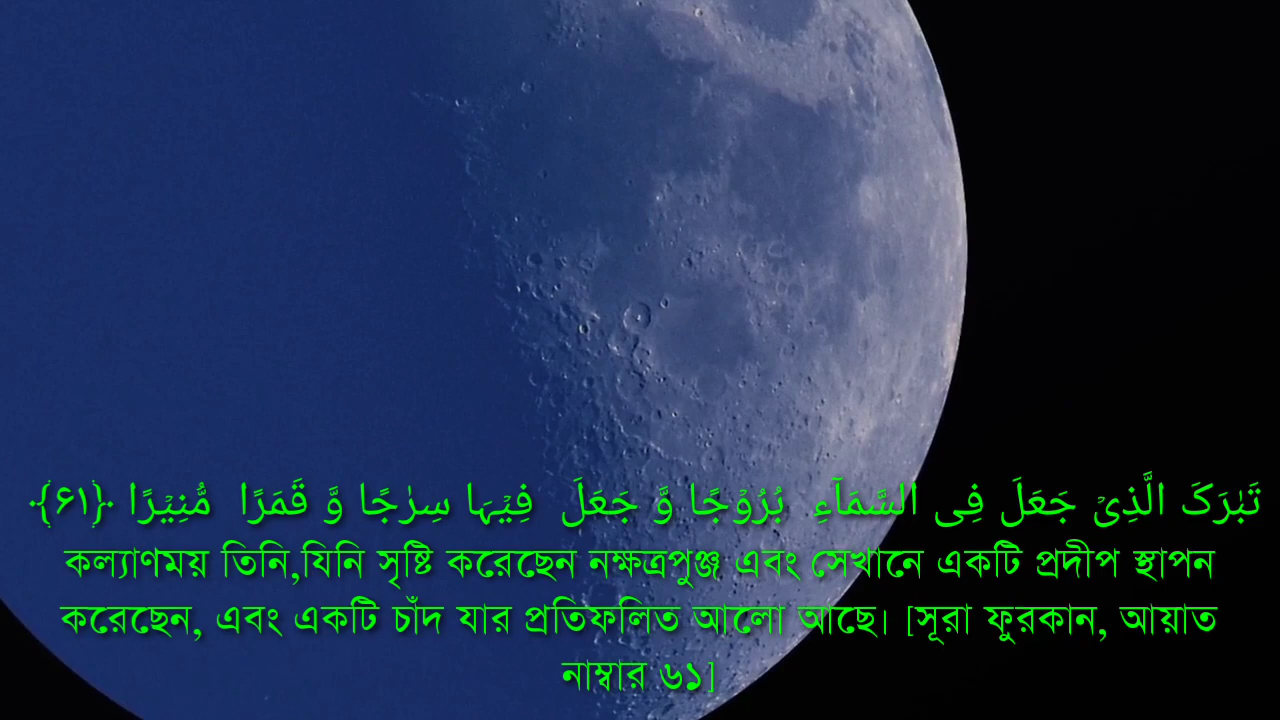 تَبٰرَکَ الَّذِیۡ جَعَلَ فِی السَّمَآءِ بُرُوۡجًا وَّ جَعَلَ فِیۡہَا سِرٰجًا وَّ قَمَرًا مُّنِیۡرًا ﴿۶۱﴾
কল্যাণময় তিনি,যিনি সৃষ্টি করেছেন নক্ষত্রপুঞ্জ এবং সেখানে একটি প্রদীপ স্থাপন
করেছেন, এবং একটি চাঁদ যার প্রতিফলিত আলো আছে। [সূরা ফুরকান, আয়াত
নাম্বার ৬১]